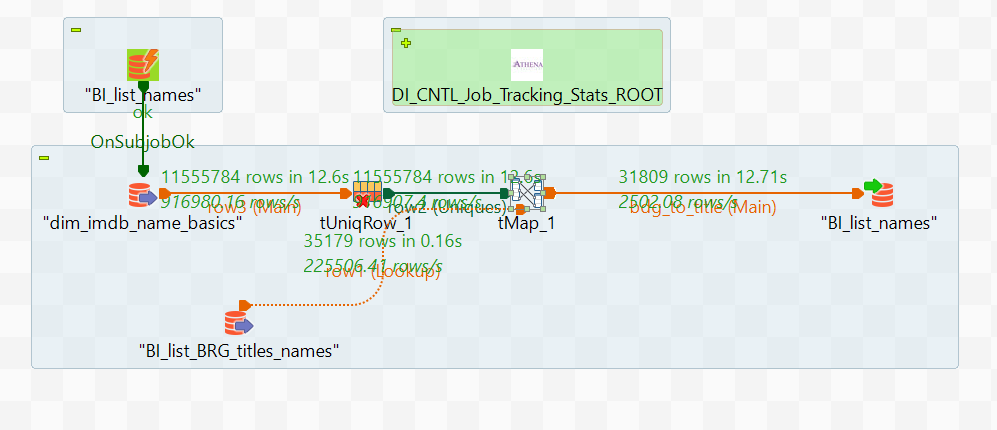 "BI_list_names"
ok
OnSubjobOk
ATHENA
DI_CNTL_Job_Tracking_Stats_ROOT
11555784 rows in 12.6s
916980.16 rows/s
row3 (Main)
11555784 rows in 12.6s
rows/s
row2 (Uniques)
31809 rows in 12.71s
2502.08 rows/s
(Main)
"dim_imdb_name_basics"
tUniqRow_1
tMap_1
"BI_list_names"
35179 rows in 0.16s
225506.41 rows/s
row1 (Lookup)
"BI_list_BRG_titles_names"